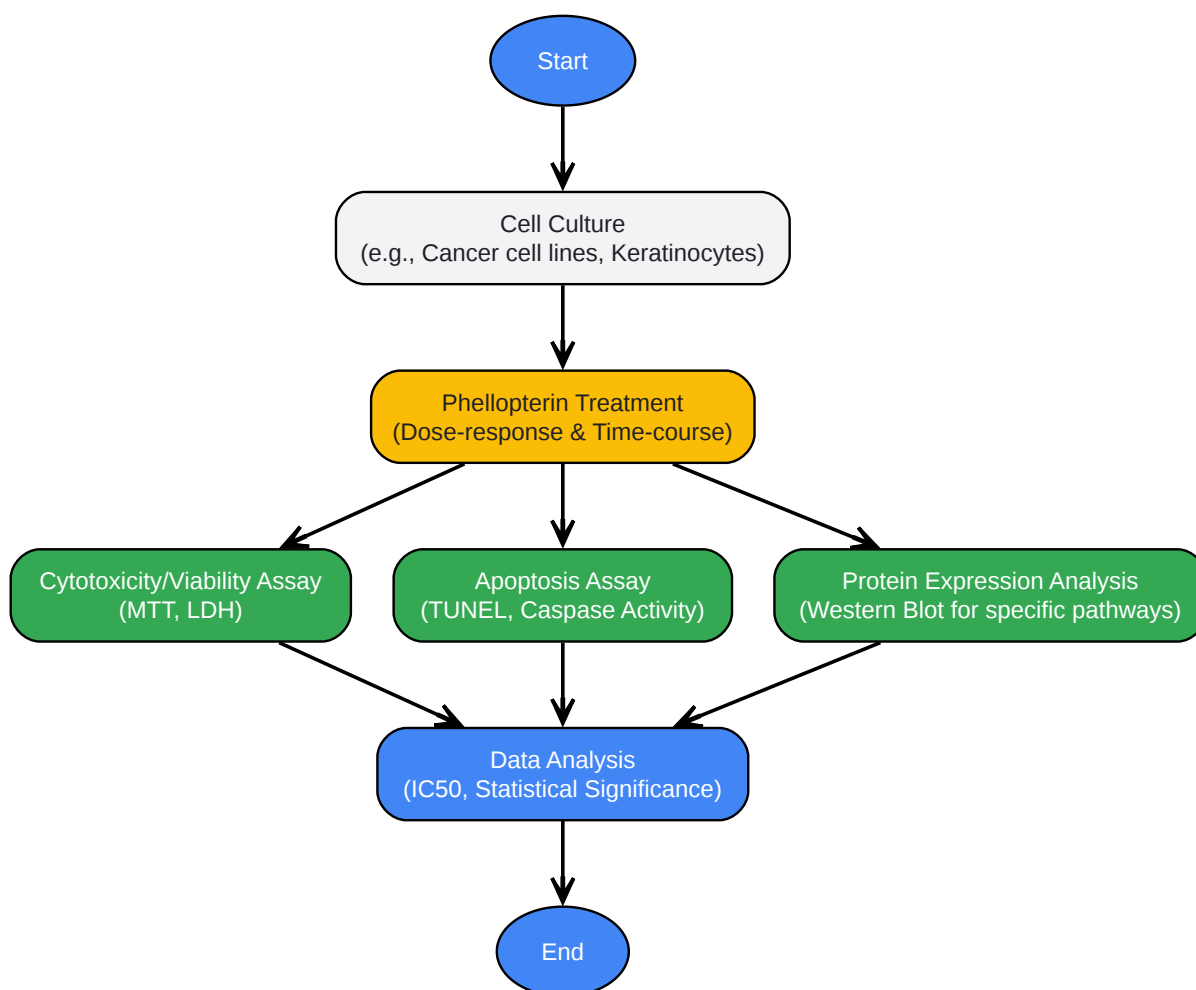 Start
Cell Culture
(e.g., Cancer cell lines, Keratinocytes)
Phellopterin Treatment
(Dose-response & Time-course)
Cytotoxicity/Viability Assay
(MTT, LDH)
Apoptosis Assay
(TUNEL, Caspase Activity)
Protein Expression Analysis
(Western Blot for specific pathways)
Data Analysis
(IC50, Statistical Significance)
End